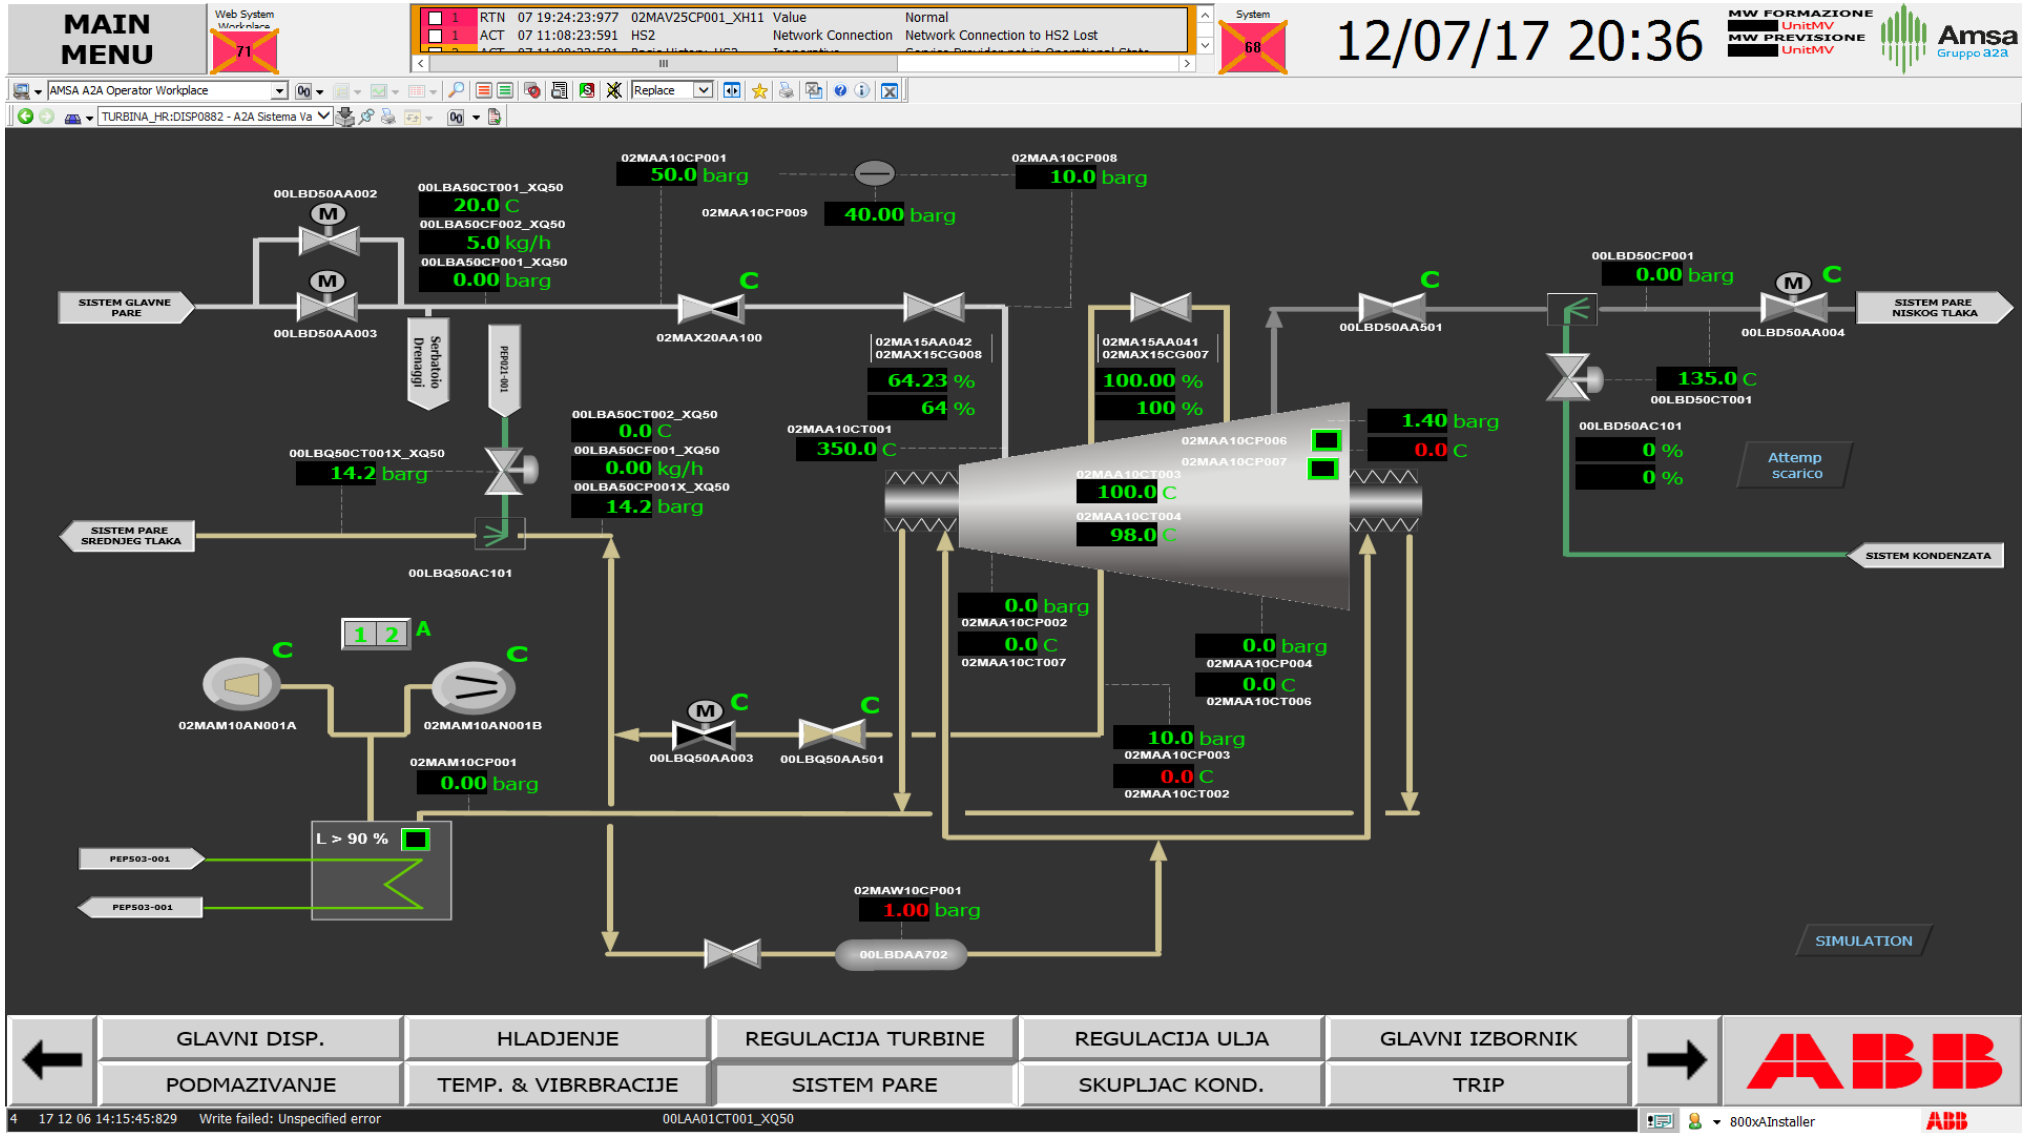 MAIN MENU
Web System
Workplace
71
1 RTN 07 19:24:23:977 02MAV25CP001_XH11 Value Normal
1 ACT 07 11:08:23:591 HS2 Network Connection Network Connection to HS2 Lost
System
68
12/07/17 20:36
MW FORMAZIONE
UnitMV
MW PREVISIONE
UnitMV
Amsa
Gruppo a2a
AMSA A2A Operator Workplace
Replace
TURBINA_HR:DISP0882 - A2A Sistema Va
02MAA10CP001
50.0 barg
02MAA10CP008
10.0 barg
02MAA10CP009 40.00 barg
00LBD50AA002
M
00LBA50CT001_XQ50
20.0 C
00LBA50CF002_XQ50
5.0 kg/h
00LBA50CP001_XQ50
0.00 barg
M
00LBD50AA003
SISTEM GLAVNE PARE
Serbatoio Drenaggi
PEP021-001
C
02MAX20AA100
02MA15AA042
02MAX15CG008
64.23 %
64 %
02MA15AA041
02MAX15CG007
100.00 %
100 %
C
00LBD50AA501
00LBD50CP001
0.00 barg
M
C
00LBD50AA004
SISTEM PARE
NISKOG TLAKA
135.0 C
00LBD50CT001
00LBD50AC101
0 %
0 %
Attemp
scarico
SISTEM KONDENZATA
00LBA50CT002_XQ50
0.0 C
00LBA50CF001_XQ50
0.00 kg/h
00LBA50CP001X_XQ50
14.2 barg
02MAA10CT001
350.0 C
00LBQ50CT001X_XQ50
14.2 barg
SISTEM PARE
SREDNJEG TLAKA
00LBQ50AC101
02MAA10CP006
02MAA10CP007
1.40 barg
0.0 C
02MAA10CT003
100.0 C
02MAA10CT004
98.0 C
0.0 barg
02MAA10CP002
0.0 C
02MAA10CT007
0.0 barg
02MAA10CP004
0.0 C
02MAA10CT006
10.0 barg
02MAA10CP003
0.0 C
02MAA10CT002
1 2 A
C
02MAM10AN001A
C
02MAM10AN001B
M
C
00LBQ50AA003
C
00LBQ50AA501
02MAM10CP001
0.00 barg
L > 90 %
PEPS03-001
PEPS03-001
02MAW10CP001
1.00 barg
00LBDAA702
SIMULATION
GLAVNI DISP.
HLADJENJE
REGULACIJA TURBINE
REGULACIJA ULJA
GLAVNI IZBORNIK
PODMAZIVANJE
TEMP. & VIBRBRACIJE
SISTEM PARE
SKUPLJAC KOND.
TRIP
ABB
4 17 12 06 14:15:45:829 Write failed: Unspecified error 00LAA01CT001_XQ50
800xAInstaller
ABB